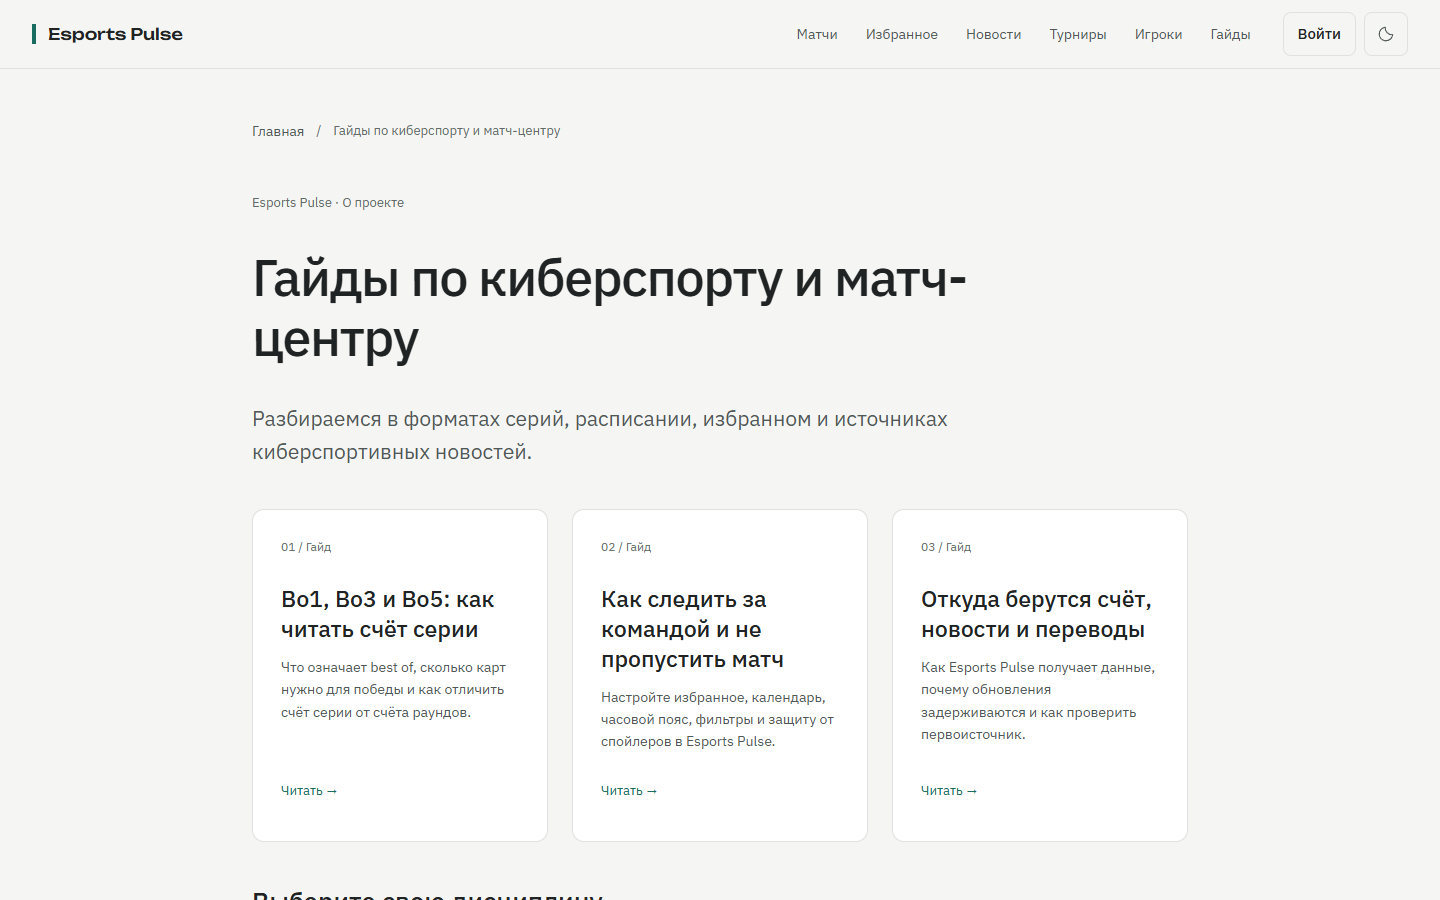 Esports Pulse
Матчи
Избранное
Новости
Турниры
Игроки
Гайды
Войти
Главная / Гайды по киберспорту и матч-центру
Esports Pulse · О проекте
Гайды по киберспорту и матч-
центру
Разбираемся в форматах серий, расписании, избранном и источниках
киберспортивных новостей.
01 / Гайд
Bo1, Bo3 и Bo5: как
читать счёт серии
Что означает best of, сколько карт
нужно для победы и как отличить
счёт серии от счёта раундов.
Читать →
02 / Гайд
Как следить за
командой и не
пропустить матч
Настройте избранное, календарь,
часовой пояс, фильтры и защиту от
спойлеров в Esports Pulse.
Читать →
03 / Гайд
Откуда берутся счёт,
новости и переводы
Как Esports Pulse получает данные,
почему обновления
задерживаются и как проверить
первоисточник.
Читать →
Выберите свою дисциплину